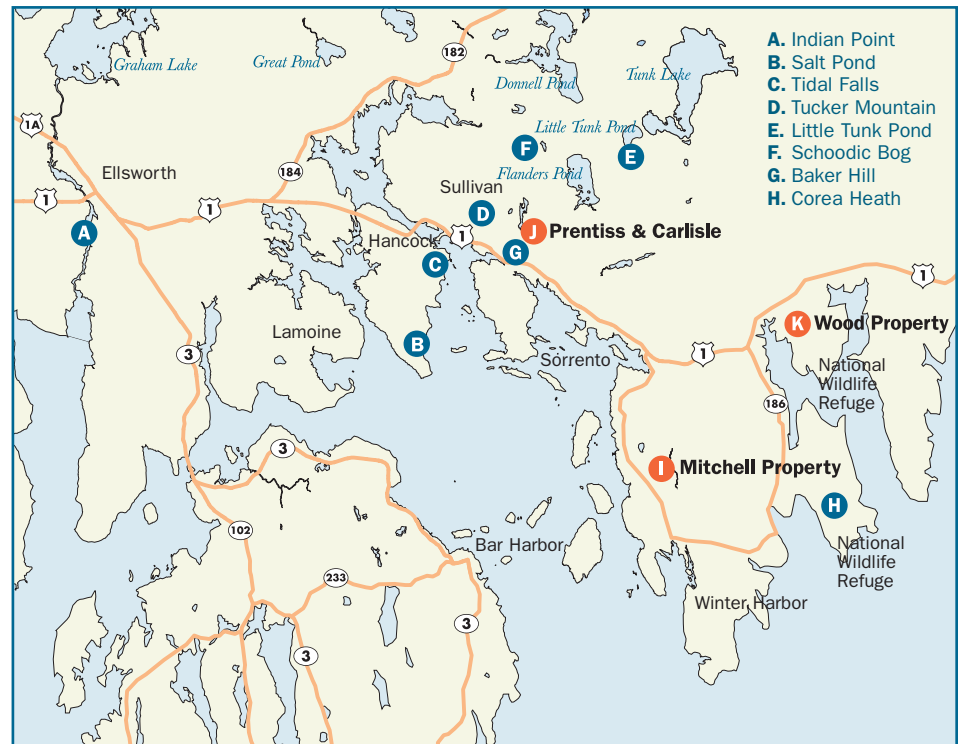 A. Indian Point
B. Salt Pond
C. Tidal Falls
D. Tucker Mountain
E. Little Tunk Pond
F. Schoodic Bog
G. Baker Hill
H. Corea Heath
Graham Lake
Great Pond
182
Donnell Pond
Tunk Lake
1A
Little Tunk Pond
F
E
Ellsworth
184
Flanders Pond
Sullivan
1
1
D
A
Hancock
1
J Prentiss & Carlisle
G
C
1
K Wood Property
Lamoine
B
3
Sorrento
1
National
Wildlife
Refuge
186
3
I Mitchell Property
H
102
Bar Harbor
National
Wildlife
Refuge
233
Winter Harbor
3
3